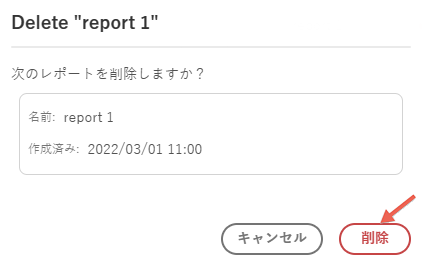 Delete "report 1"
次のレポートを削除しますか？
名前: report 1
作成済み: 2022/03/01 11:00
キャンセル 削除